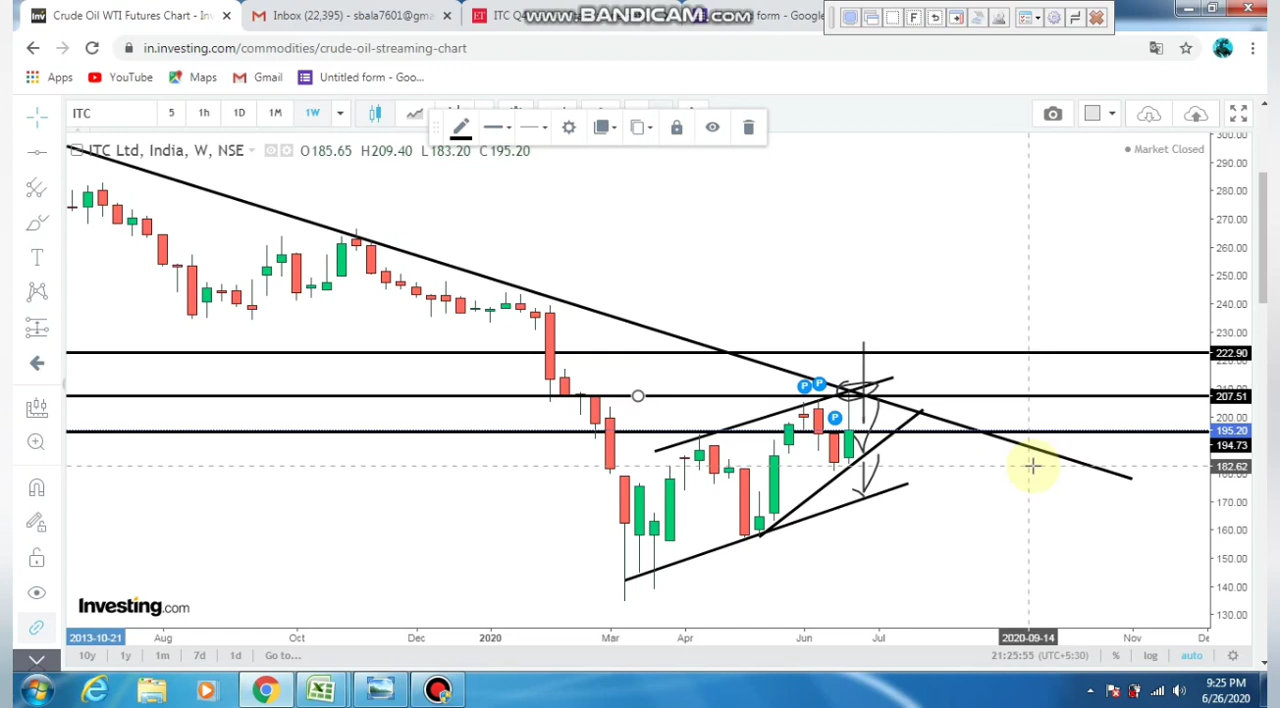 Crude Oil WTI Futures Chart - Inv
Inbox (22,395) - sbala7601@gma
ITC Q
www.BANDICAM.com
form - Google
in.investing.com/commodities/crude-oil-streaming-chart
Apps YouTube Maps Gmail Untitled form - Goo...
ITC 5 1h 1D 1M 1W
ITC Ltd, India, W, NSE O185.65 H209.40 L183.20 C195.20
Market Closed
300.00
290.00
280.00
270.00
260.00
250.00
240.00
230.00
222.90
207.51
200.00
195.20
194.73
182.62
170.00
160.00
150.00
140.00
130.00
P P
P
Investing.com
2013-10-21 Aug Oct Dec 2020 Mar Apr Jun Jul 2020-09-14 Nov De
10y 1y 1m 7d 1d Go to... 21:25:55 (UTC+5:30) % log auto
9:25 PM
6/26/2020